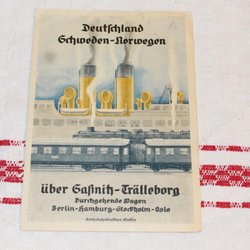 Deutschland
Schweden-Norwegen
über Saßnitz-Trälleborg
Durchgehende Wagen
Berlin-Hamburg-Stockholm-Oslo